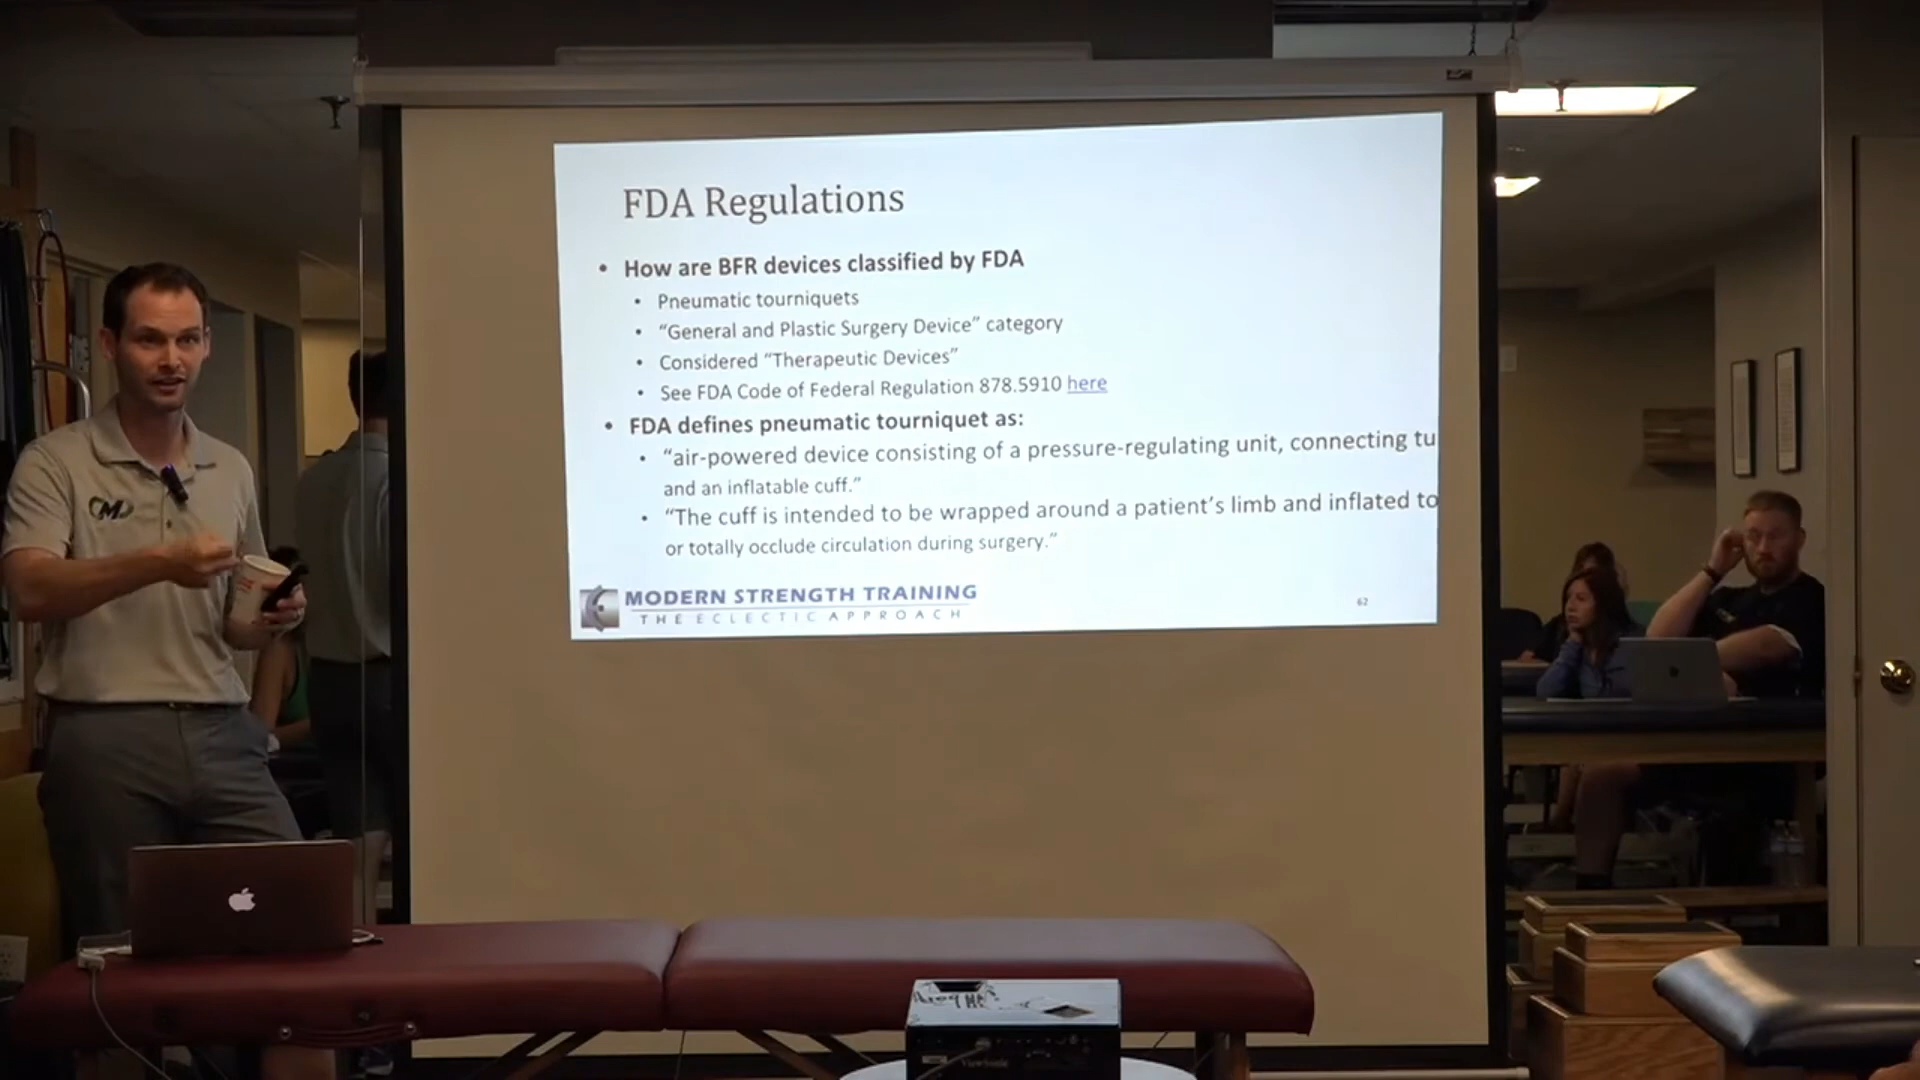 FDA Regulations
• How are BFR devices classified by FDA
• Pneumatic tourniquets
• “General and Plastic Surgery Device” category
• Considered “Therapeutic Devices”
• See FDA Code of Federal Regulation 878.5910 here
• FDA defines pneumatic tourniquet as:
• “air-powered device consisting of a pressure-regulating unit, connecting tu
and an inflatable cuff.”
• “The cuff is intended to be wrapped around a patient’s limb and inflated to
or totally occlude circulation during surgery.”
MODERN STRENGTH TRAINING
THE ECLECTIC APPROACH
62
CMD
ViewSonic